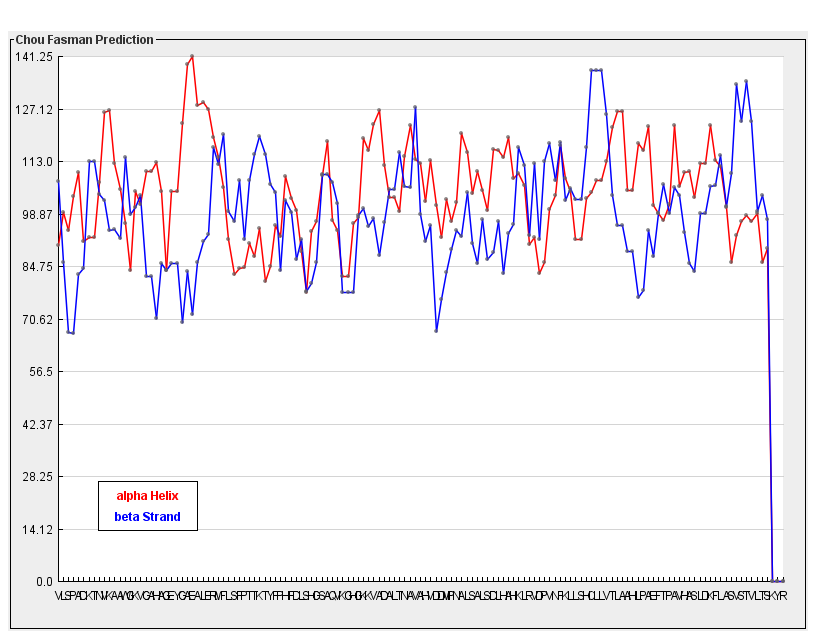 Chou Fasman Prediction
141.25
127.12
113.0
98.87
84.75
70.62
56.5
42.37
28.25
14.12
0.0
alpha Helix
beta Strand
VLSPADKTNVKAAWGKVGAHAGEYGAEALERMFLSFPTTKTYFPHFDLSHGSAQVKGHGKKVADALTNAVAHVDDMPNALSALSDLHAHKLRVDPVNFKLLSHCLLVTLAAHLPAEFTPAVHASLDKFLASVSTVLTSKYR